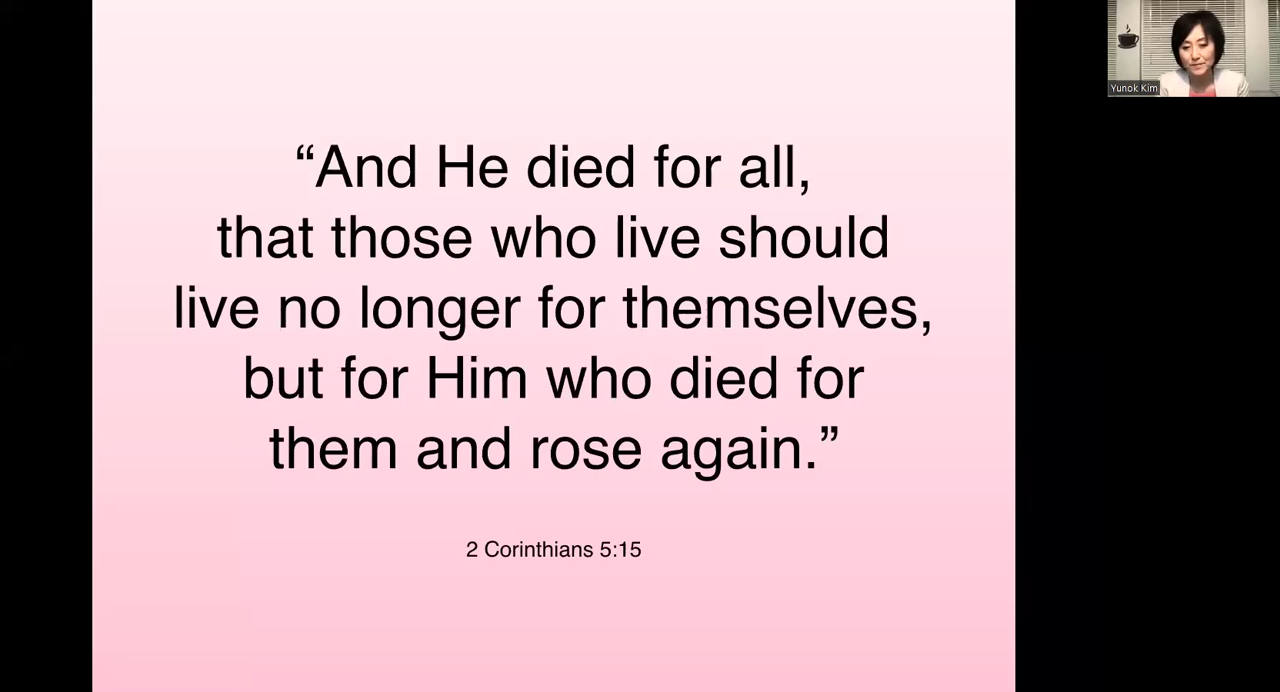 “And He died for all,
that those who live should
live no longer for themselves,
but for Him who died for
them and rose again.”
2 Corinthians 5:15
Yunok Kim